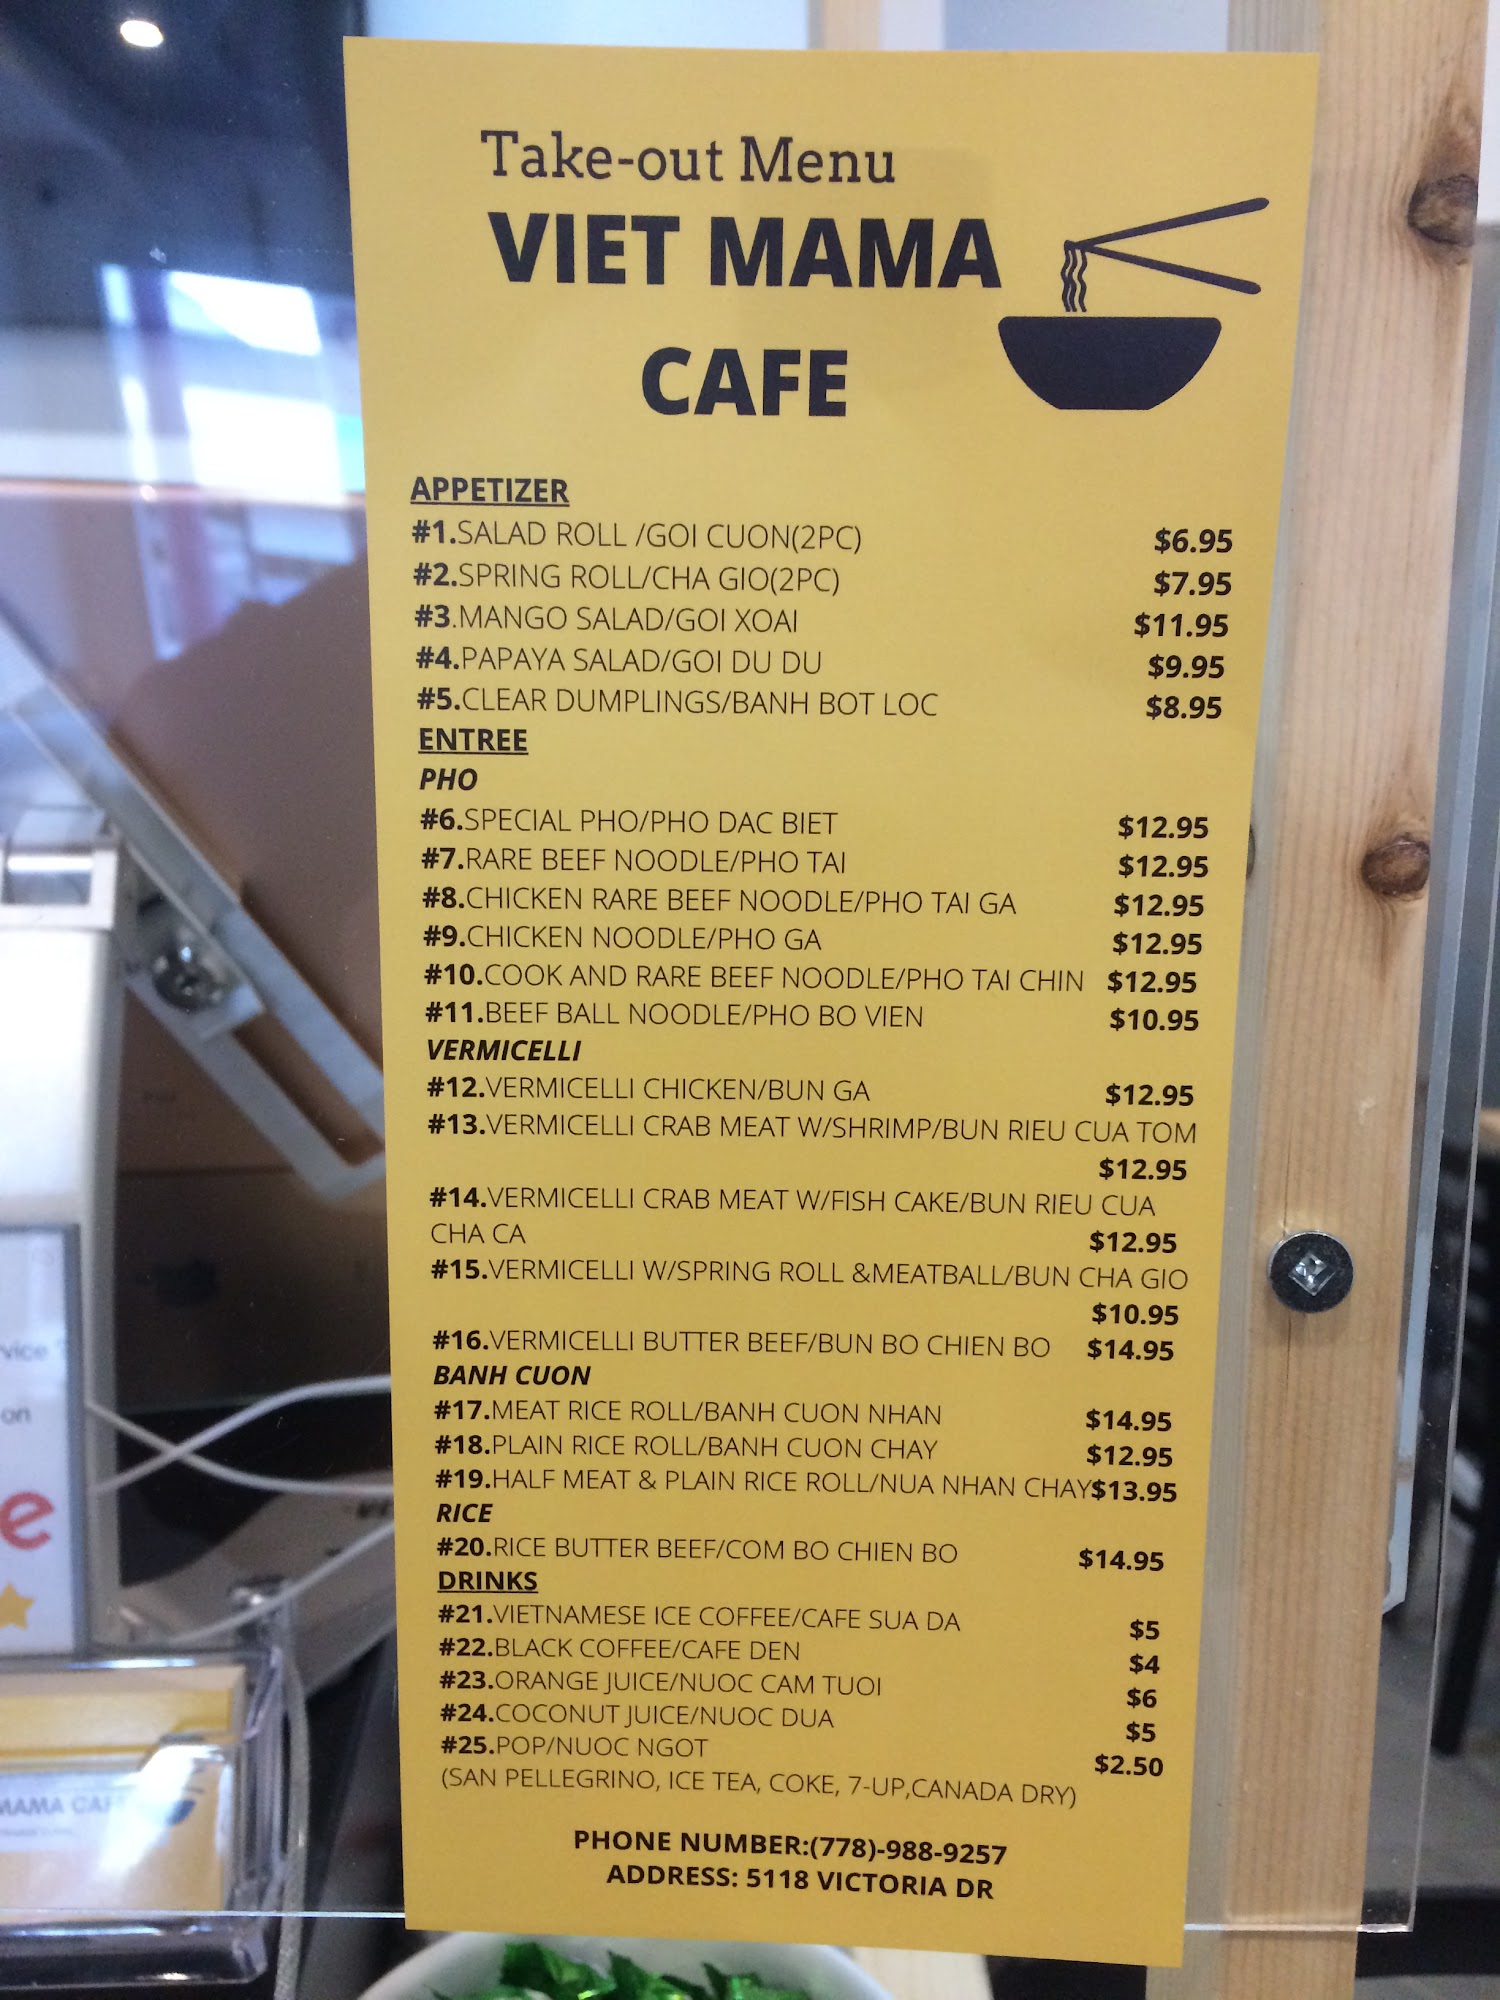 Take-out Menu
VIET MAMA
CAFE
APPETIZER
#1.SALAD ROLL /GOI CUON(2PC) $6.95
#2.SPRING ROLL/CHA GIO(2PC) $7.95
#3.MANGO SALAD/GOI XOAI $11.95
#4.PAPAYA SALAD/GOI DU DU $9.95
#5.CLEAR DUMPLINGS/BANH BOT LOC $8.95
ENTREE
PHO
#6.SPECIAL PHO/PHO DAC BIET $12.95
#7.RARE BEEF NOODLE/PHO TAI $12.95
#8.CHICKEN RARE BEEF NOODLE/PHO TAI GA $12.95
#9.CHICKEN NOODLE/PHO GA $12.95
#10.COOK AND RARE BEEF NOODLE/PHO TAI CHIN $12.95
#11.BEEF BALL NOODLE/PHO BO VIEN $10.95
VERMICELLI
#12.VERMICELLI CHICKEN/BUN GA $12.95
#13.VERMICELLI CRAB MEAT W/SHRIMP/BUN RIEU CUA TOM
$12.95
#14.VERMICELLI CRAB MEAT W/FISH CAKE/BUN RIEU CUA
CHA CA $12.95
#15.VERMICELLI W/SPRING ROLL &MEATBALL/BUN CHA GIO
$10.95
#16.VERMICELLI BUTTER BEEF/BUN BO CHIEN BO $14.95
BANH CUON
#17.MEAT RICE ROLL/BANH CUON NHAN $14.95
#18.PLAIN RICE ROLL/BANH CUON CHAY $12.95
#19.HALF MEAT & PLAIN RICE ROLL/NUA NHAN CHAY$13.95
RICE
#20.RICE BUTTER BEEF/COM BO CHIEN BO $14.95
DRINKS
#21.VIETNAMESE ICE COFFEE/CAFE SUA DA $5
#22.BLACK COFFEE/CAFE DEN $4
#23.ORANGE JUICE/NUOC CAM TUOI $6
#24.COCONUT JUICE/NUOC DUA $5
#25.POP/NUOC NGOT $2.50
(SAN PELLEGRINO, ICE TEA, COKE, 7-UP,CANADA DRY)
PHONE NUMBER:(778)-988-9257
ADDRESS: 5118 VICTORIA DR
on
e